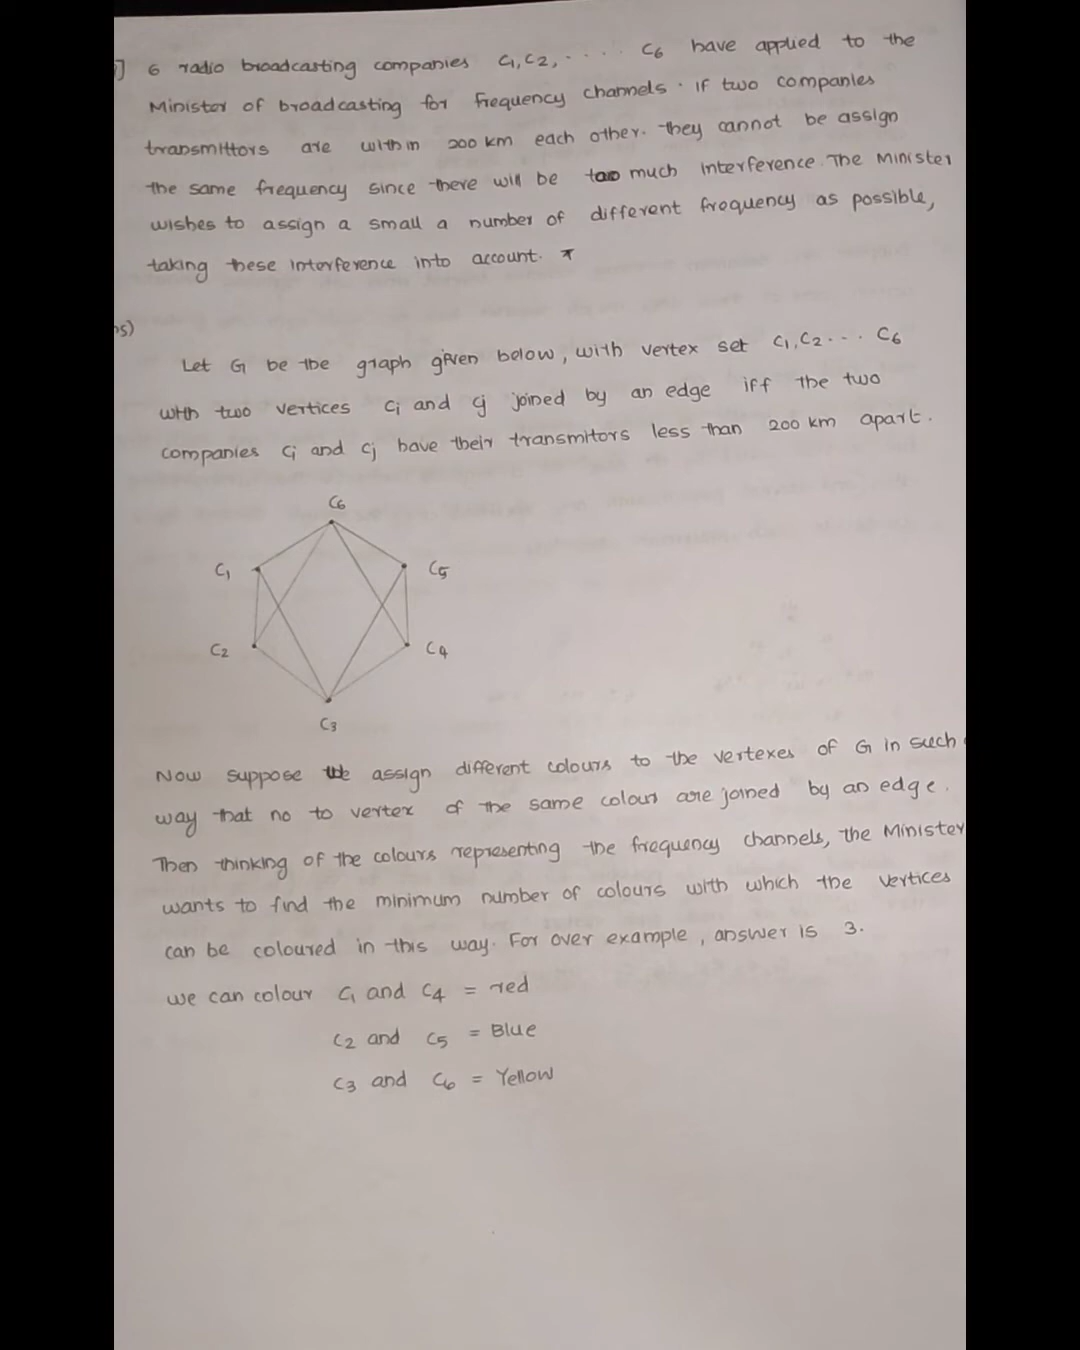 6 radio broadcasting companies C1, C2, ..... C6 have applied to the
Minister of broadcasting for frequency channels. If two companies
transmittors are within 200 km each other. they cannot be assign
the same frequency since there will be too much interference. The Minister
wishes to assign a small a number of different frequency as possible,
taking these interference into account.
Let G be the graph given below, with vertex set C1, C2 ... C6
with two vertices Ci and Cj joined by an edge iff the two
companies Ci and Cj have their transmitors less than 200 km apart.
C6
C1 C5
C2 C4
C3
Now suppose we assign different colours to the vertexes of G in such
way that no to vertex of the same colour are joined by an edge.
Then thinking of the colours representing the frequency channels, the Minister
wants to find the minimum number of colours with which the vertices
can be coloured in this way. For over example, answer is 3.
we can colour C1 and C4 = red
C2 and C5 = Blue
C3 and C6 = Yellow